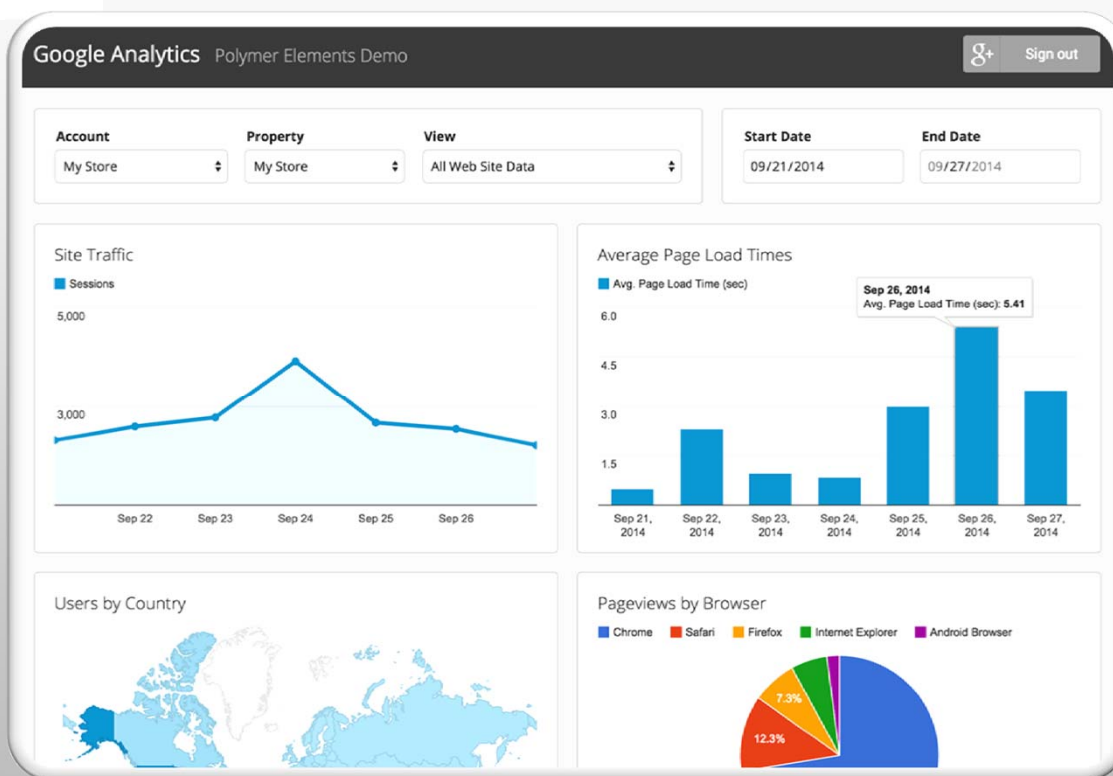 Google Analytics Polymer Elements Demo
g+ Sign out
Account Property View
My Store My Store All Web Site Data
Start Date End Date
09/21/2014 09/27/2014
Site Traffic
Sessions
5,000
3,000
Sep 22 Sep 23 Sep 24 Sep 25 Sep 26
Average Page Load Times
Avg. Page Load Time (sec)
Sep 26, 2014
Avg. Page Load Time (sec): 5.41
6.0
4.5
3.0
1.5
Sep 21, Sep 22, Sep 23, Sep 24, Sep 25, Sep 26, Sep 27,
2014 2014 2014 2014 2014 2014 2014
Users by Country
Pageviews by Browser
Chrome Safari Firefox Internet Explorer Android Browser
7.3%
12.3%